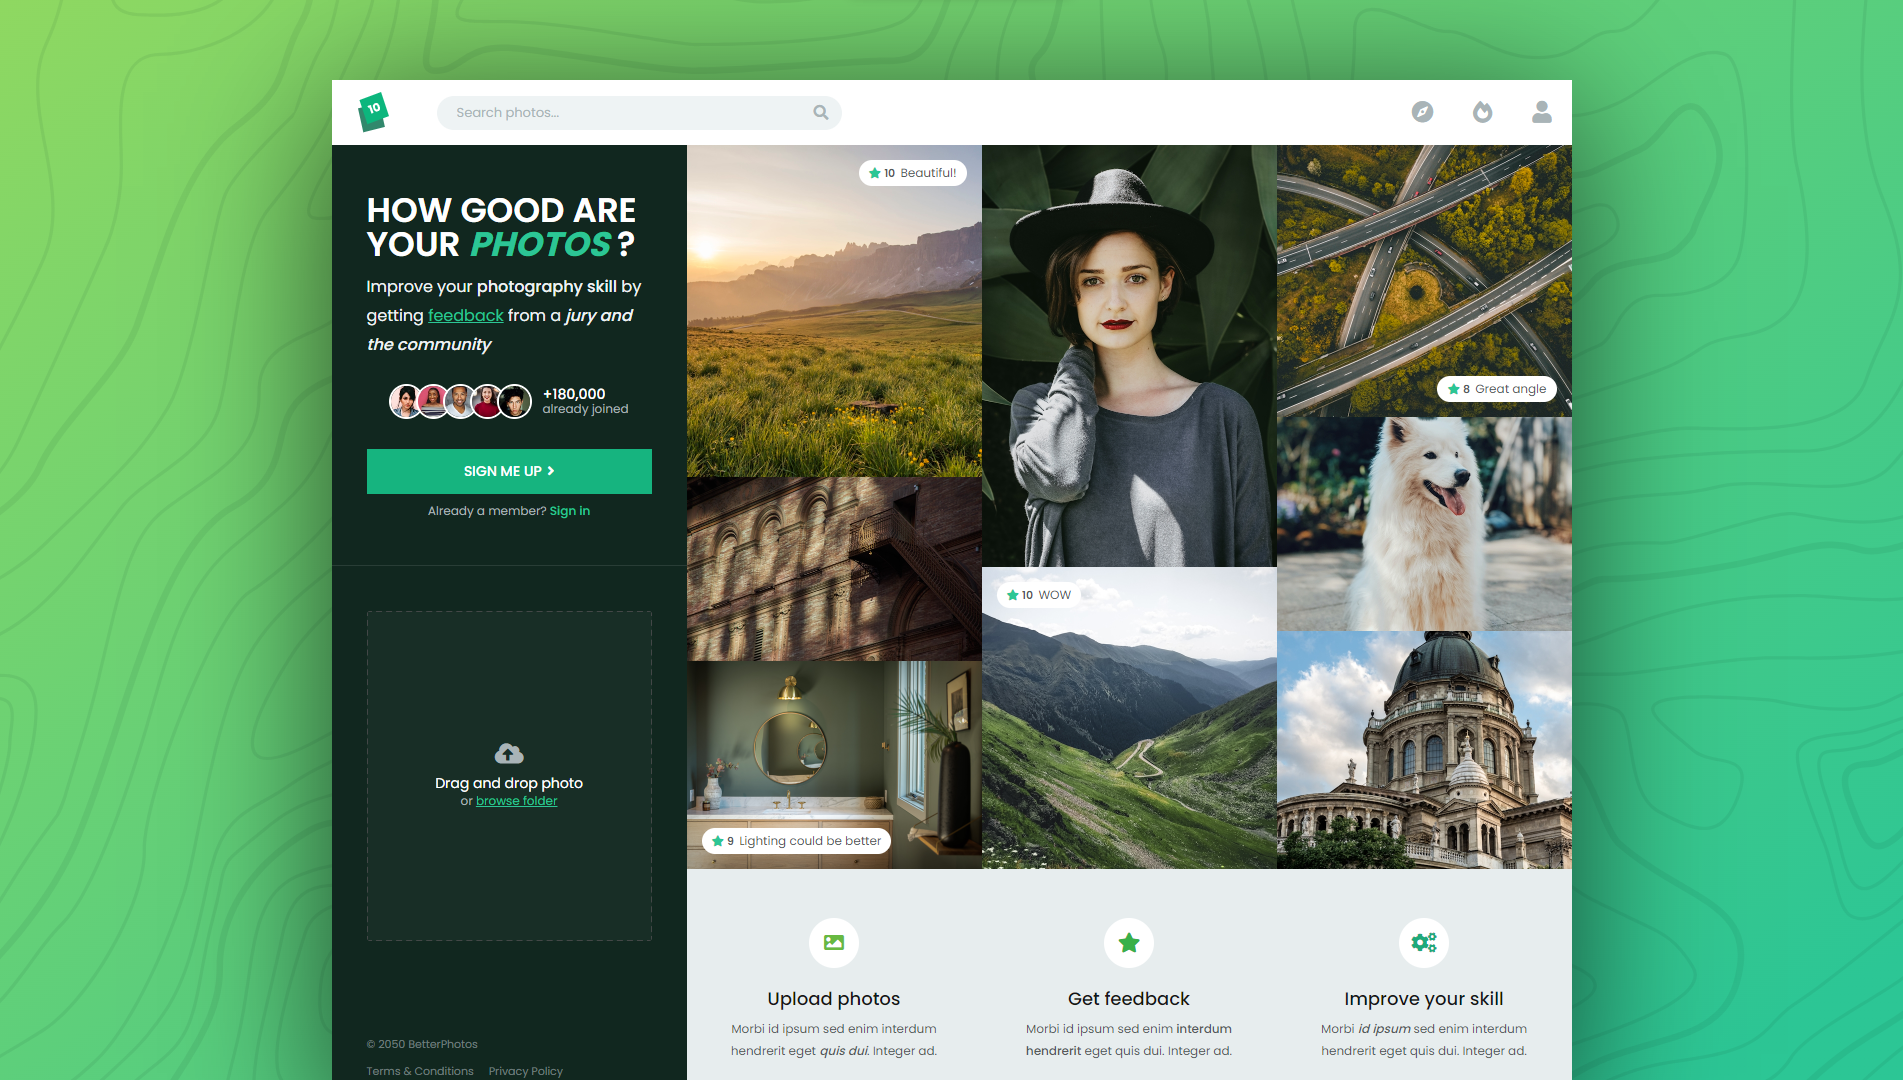 10
Search photos...
HOW GOOD ARE
YOUR PHOTOS ?
Improve your photography skill by
getting feedback from a jury and
the community
+180,000
already joined
SIGN ME UP
Already a member? Sign in
Drag and drop photo
or browse folder
© 2050 BetterPhotos
Terms & Conditions Privacy Policy
10 Beautiful!
8 Great angle
10 WOW
9 Lighting could be better
Upload photos
Morbi id ipsum sed enim interdum
hendrerit eget quis dui. Integer ad.
Get feedback
Morbi id ipsum sed enim interdum
hendrerit eget quis dui. Integer ad.
Improve your skill
Morbi id ipsum sed enim interdum
hendrerit eget quis dui. Integer ad.